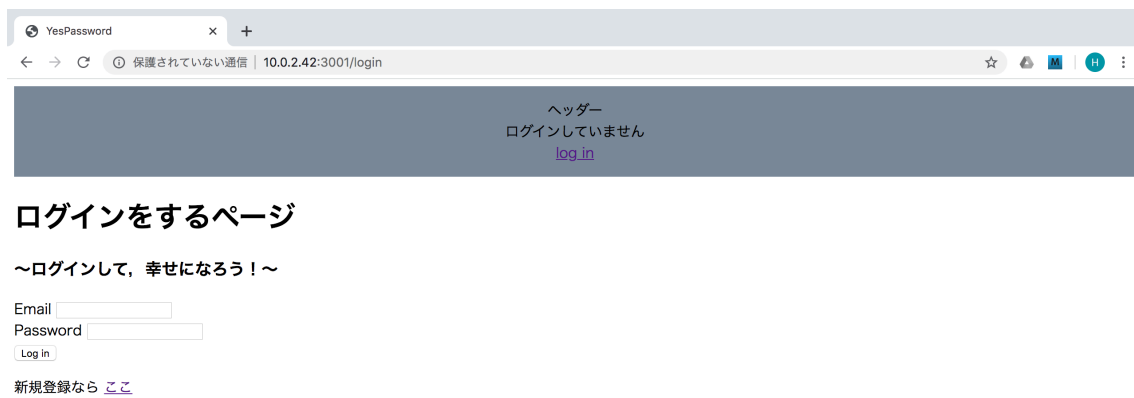 YesPassword
保護されていない通信 | 10.0.2.42:3001/login
M
H
ヘッダー
ログインしていません
log in
ログインをするページ
〜ログインして，幸せになろう！〜
Email
Password
Log in
新規登録なら ここ